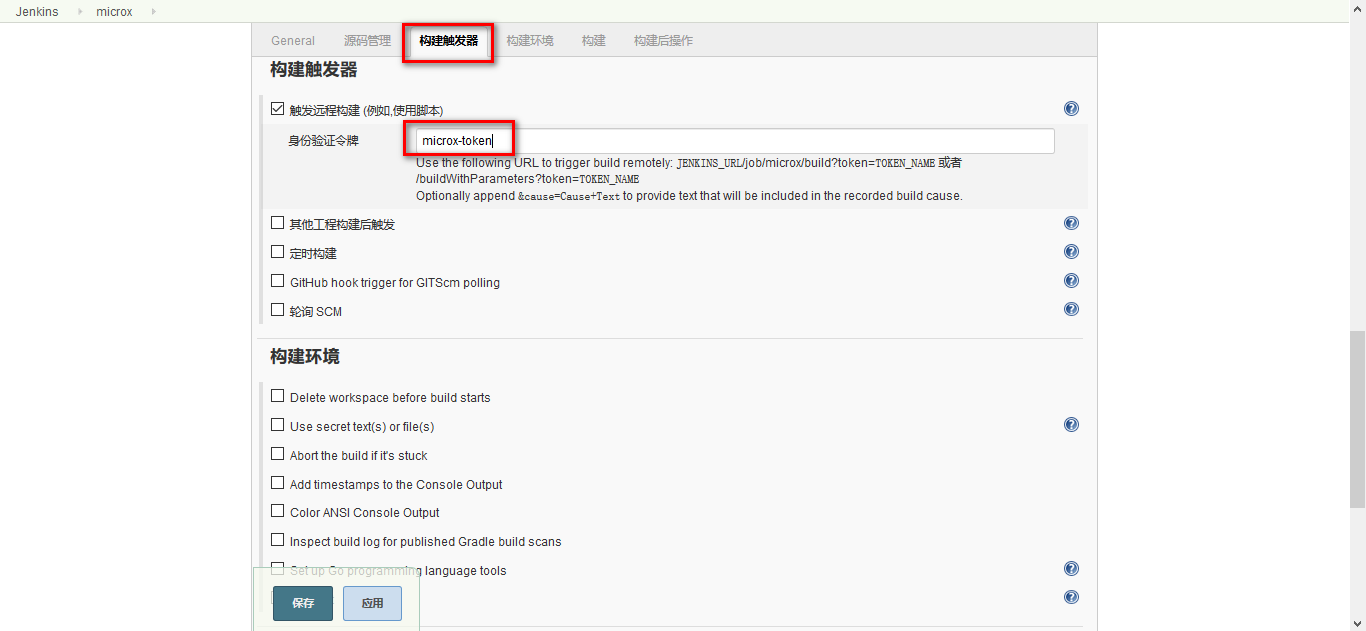 Jenkins microx
General 源码管理 构建触发器 构建环境 构建 构建后操作
构建触发器
触发远程构建 (例如,使用脚本)
身份验证令牌 microx-token
Use the following URL to trigger build remotely: JENKINS_URL/job/microx/build?token=TOKEN_NAME 或者
/buildWithParameters?token=TOKEN_NAME
Optionally append &cause=Cause+Text to provide text that will be included in the recorded build cause.
其他工程构建后触发
定时构建
GitHub hook trigger for GITScm polling
轮询 SCM
构建环境
Delete workspace before build starts
Use secret text(s) or file(s)
Abort the build if it's stuck
Add timestamps to the Console Output
Color ANSI Console Output
Inspect build log for published Gradle build scans
Set up Go programming language tools
保存 应用